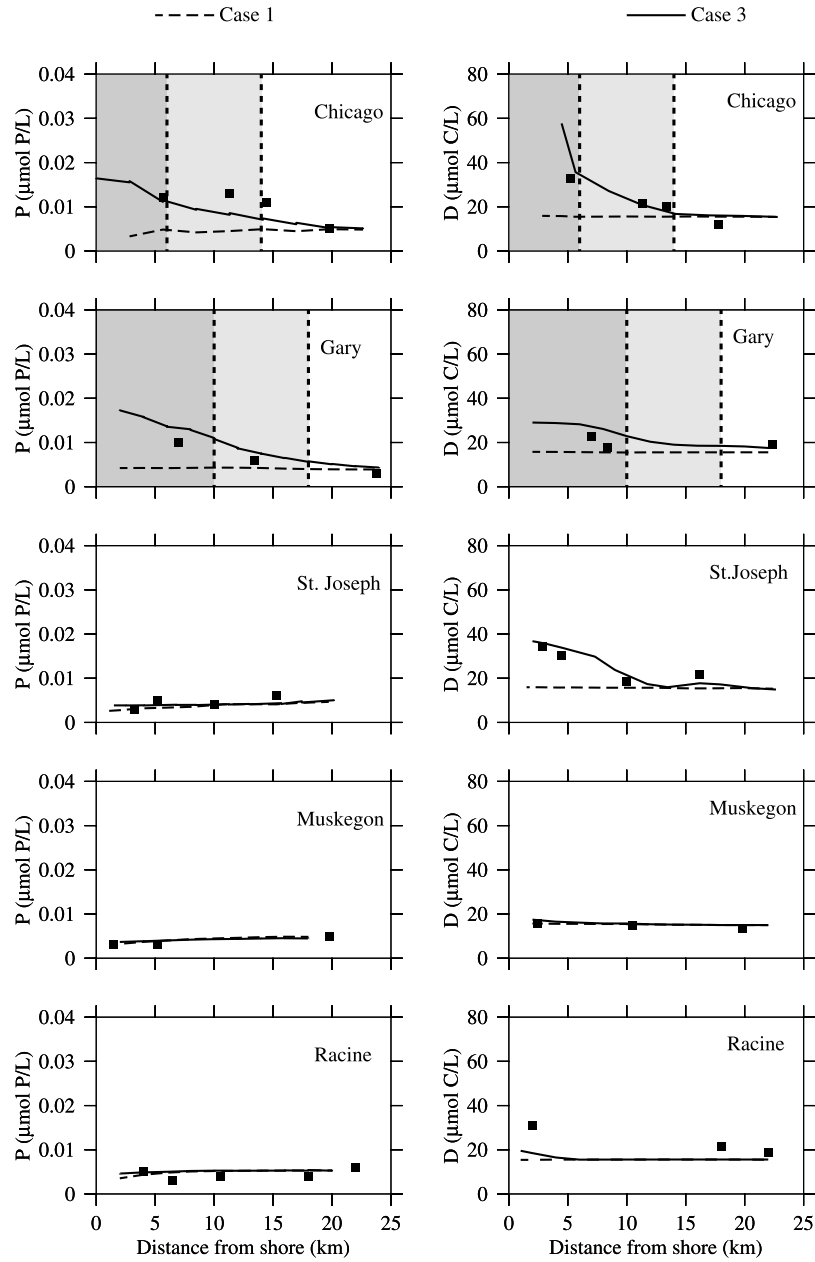 Case 1
Case 3
P (μmol P/L)
0.04
0.03
0.02
0.01
0
Chicago
D (μmol C/L)
80
60
40
20
0
Chicago
P (μmol P/L)
0.04
0.03
0.02
0.01
0
Gary
D (μmol C/L)
80
60
40
20
0
Gary
P (μmol P/L)
0.04
0.03
0.02
0.01
0
St. Joseph
D (μmol C/L)
80
60
40
20
0
St.Joseph
P (μmol P/L)
0.04
0.03
0.02
0.01
0
Muskegon
D (μmol C/L)
80
60
40
20
0
Muskegon
P (μmol P/L)
0.04
0.03
0.02
0.01
0
Racine
0 5 10 15 20 25
Distance from shore (km)
D (μmol C/L)
80
60
40
20
0
Racine
0 5 10 15 20 25
Distance from shore (km)